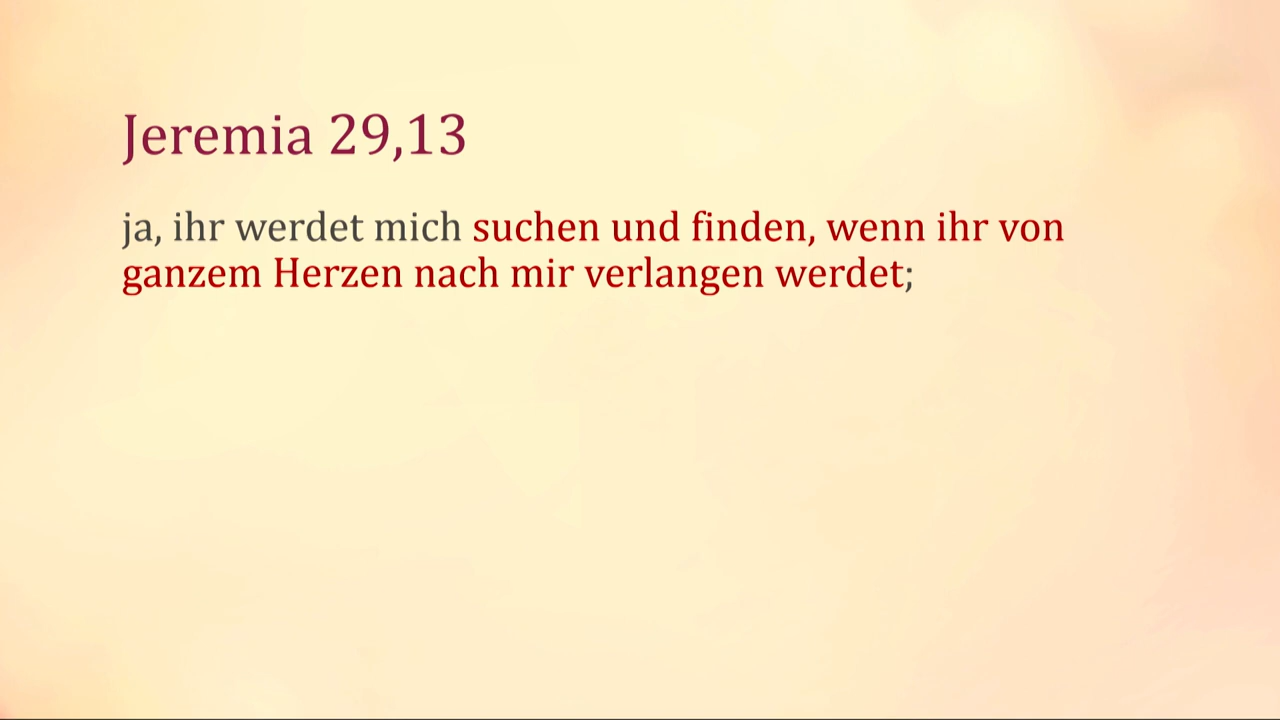 Jeremia 29,13
ja, ihr werdet mich suchen und finden, wenn ihr von
ganzem Herzen nach mir verlangen werdet;